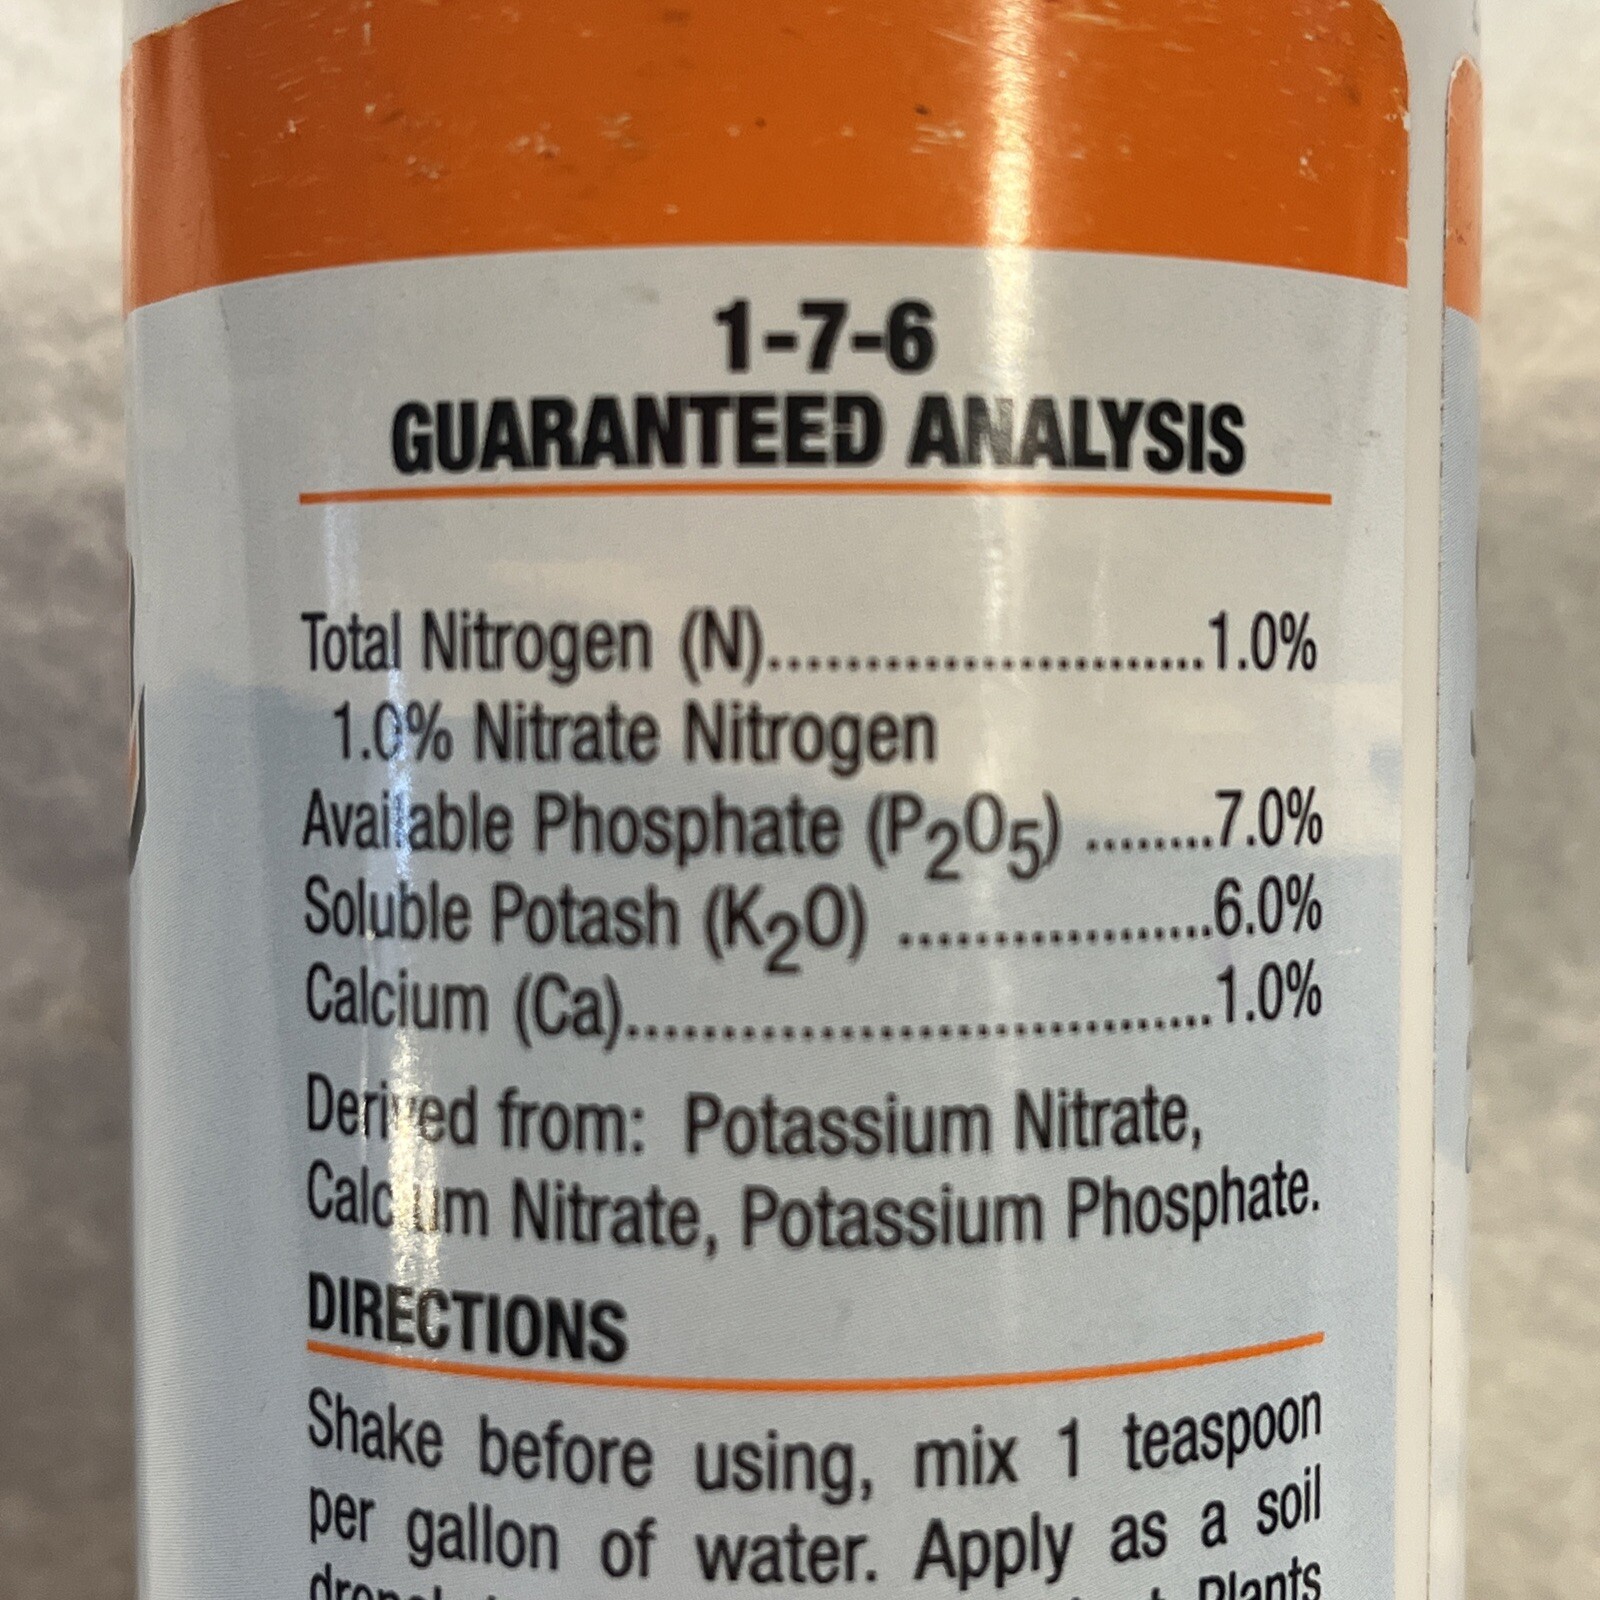 1-7-6
GUARANTEED ANALYSIS
Total Nitrogen (N)........................1.0%
1.0% Nitrate Nitrogen
Available Phosphate (P2O5) ........7.0%
Soluble Potash (K2O) ..................6.0%
Calcium (Ca)................................1.0%
Derived from: Potassium Nitrate,
Calcium Nitrate, Potassium Phosphate.
DIRECTIONS
Shake before using, mix 1 teaspoon
per gallon of water. Apply as a soil
Plants